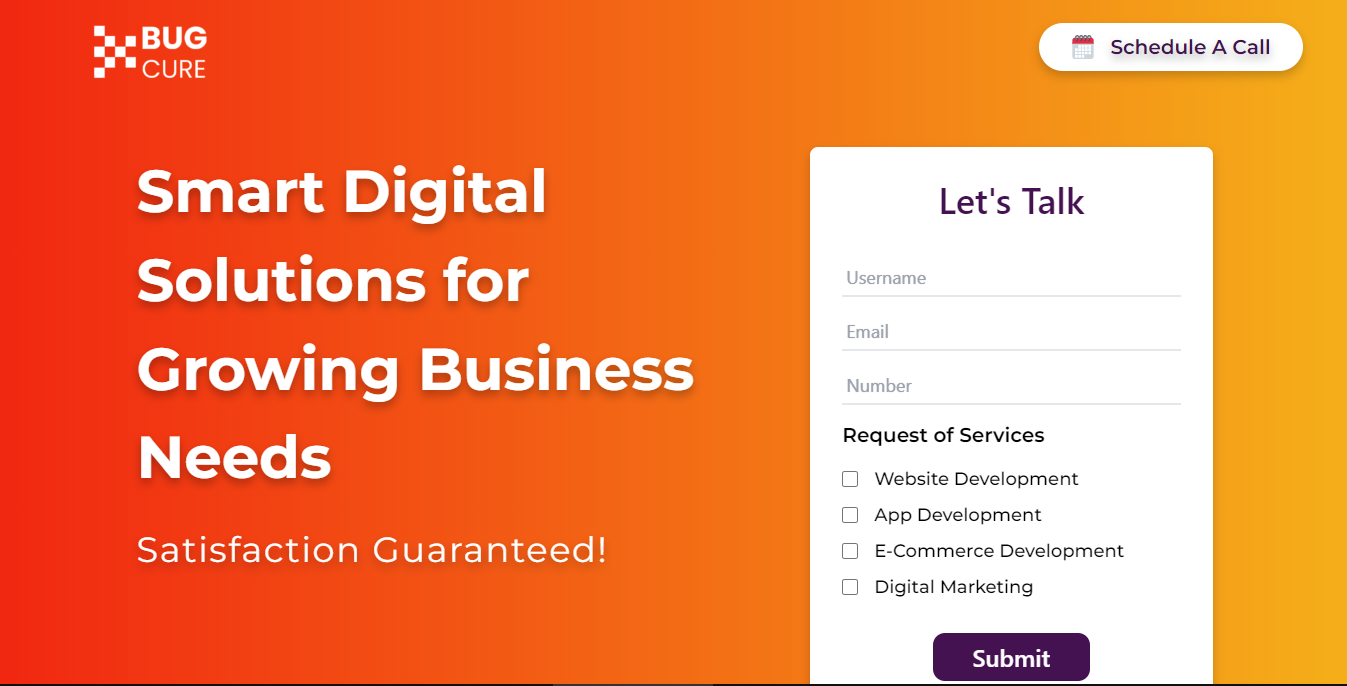 BUG
CURE
Schedule A Call
Smart Digital
Solutions for
Growing Business
Needs
Satisfaction Guaranteed!
Let's Talk
Username
Email
Number
Request of Services
Website Development
App Development
E-Commerce Development
Digital Marketing
Submit